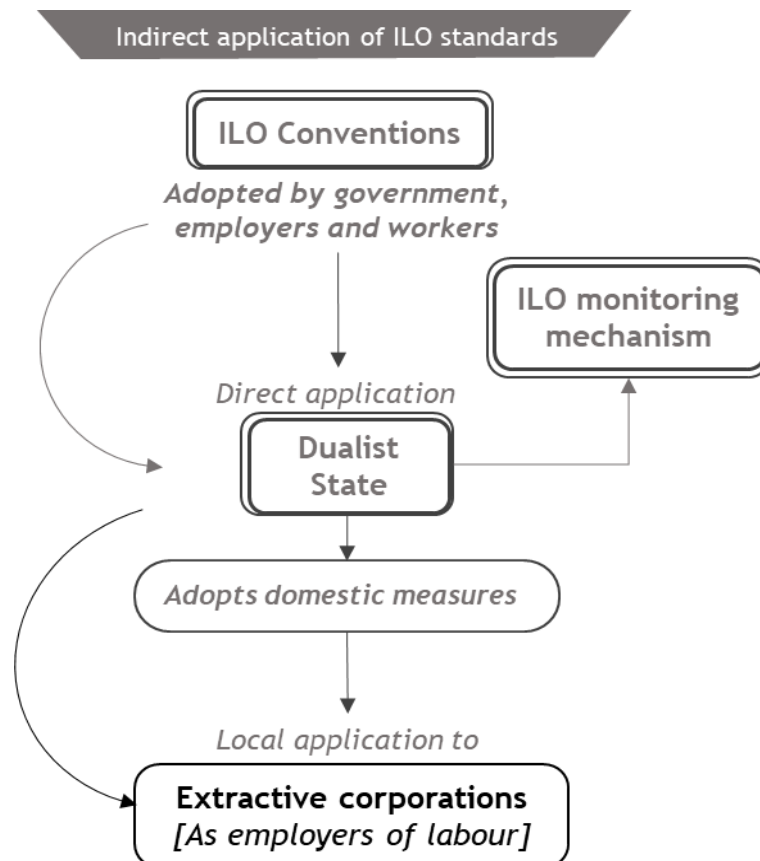 Indirect application of ILO standards
ILO Conventions
Adopted by government,
employers and workers
ILO monitoring
mechanism
Direct application
Dualist
State
Adopts domestic measures
Local application to
Extractive corporations
[As employers of labour]